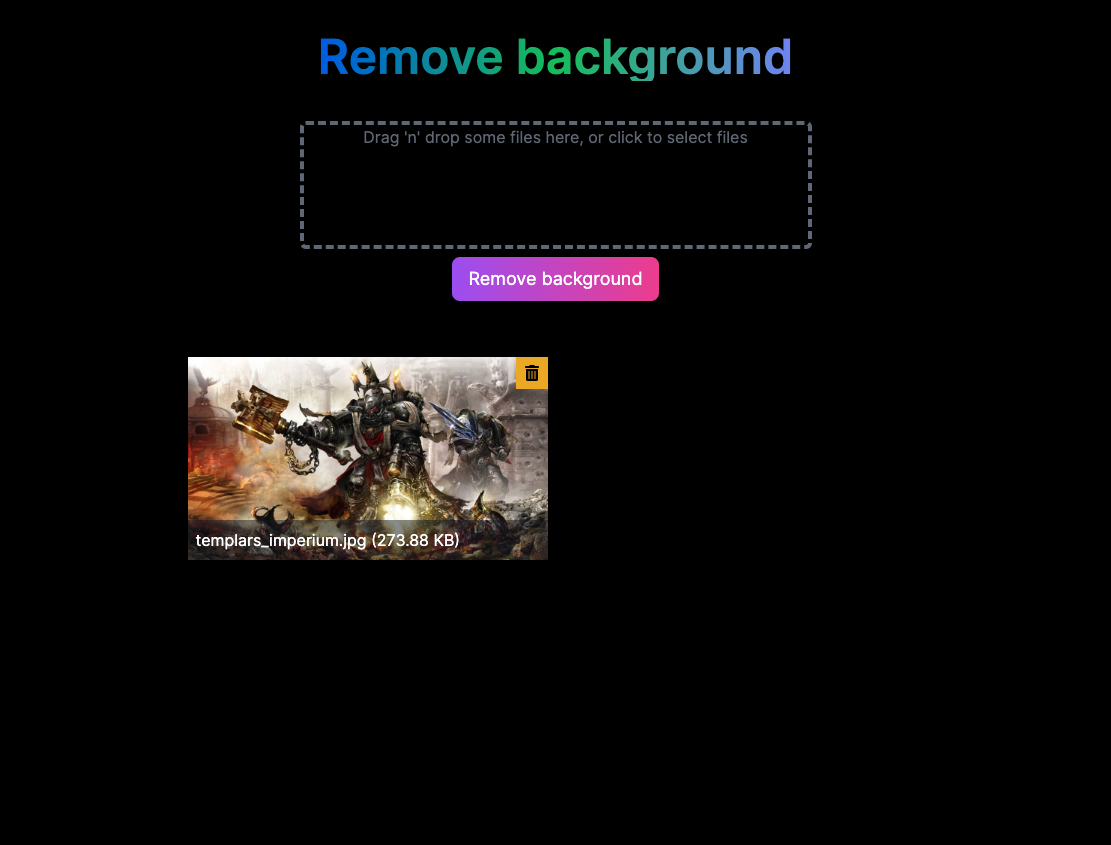 Remove background
Drag 'n' drop some files here, or click to select files
Remove background
templars_imperium.jpg (273.88 KB)